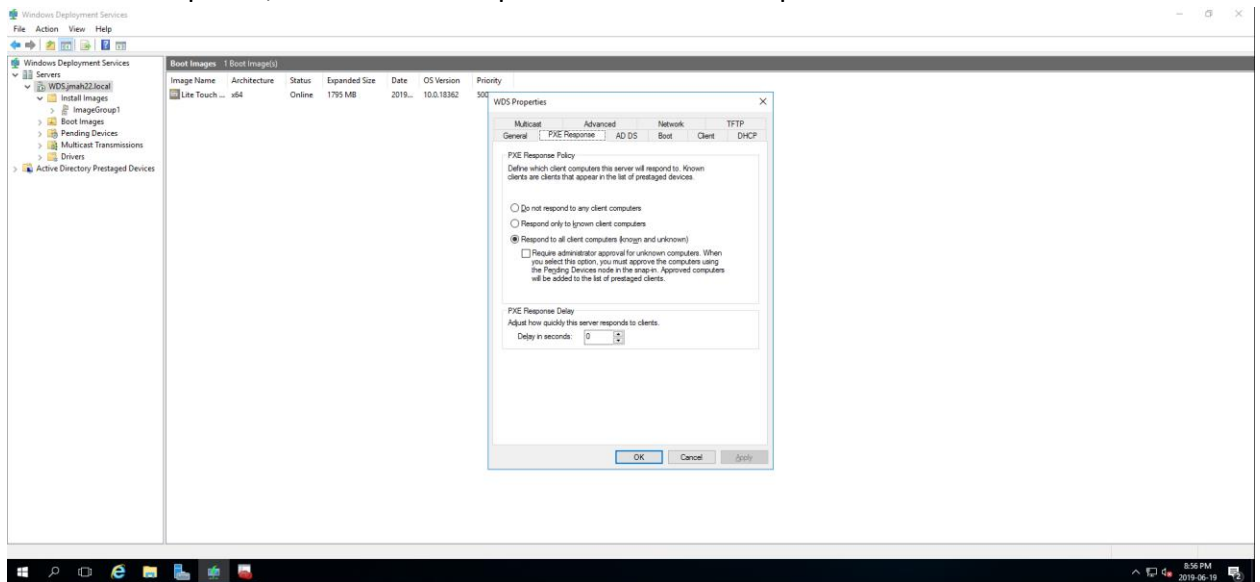 Windows Deployment Services
File Action View Help
Windows Deployment Services
Servers
WDS.jmah22.local
Install Images
ImageGroup1
Boot Images
Pending Devices
Multicast Transmissions
Drivers
Active Directory Prestaged Devices
Boot Images 1 Boot Image(s)
Image Name Architecture Status Expanded Size Date OS Version Priority
Lite Touch ... x64 Online 1795 MB 2019... 10.0.18362 500
WDS Properties
Multicast Advanced Network TFTP
General PXE Response AD DS Boot Client DHCP
PXE Response Policy
Define which client computers this server will respond to. Known
clients are clients that appear in the list of prestaged devices.
Do not respond to any client computers
Respond only to known client computers
Respond to all client computers (known and unknown)
Require administrator approval for unknown computers. When
you select this option, you must approve the computers using
the Pending Devices node in the snap-in. Approved computers
will be added to the list of prestaged clients.
PXE Response Delay
Adjust how quickly this server responds to clients.
Delay in seconds: 0
OK Cancel Apply
8:56 PM
2019-06-19